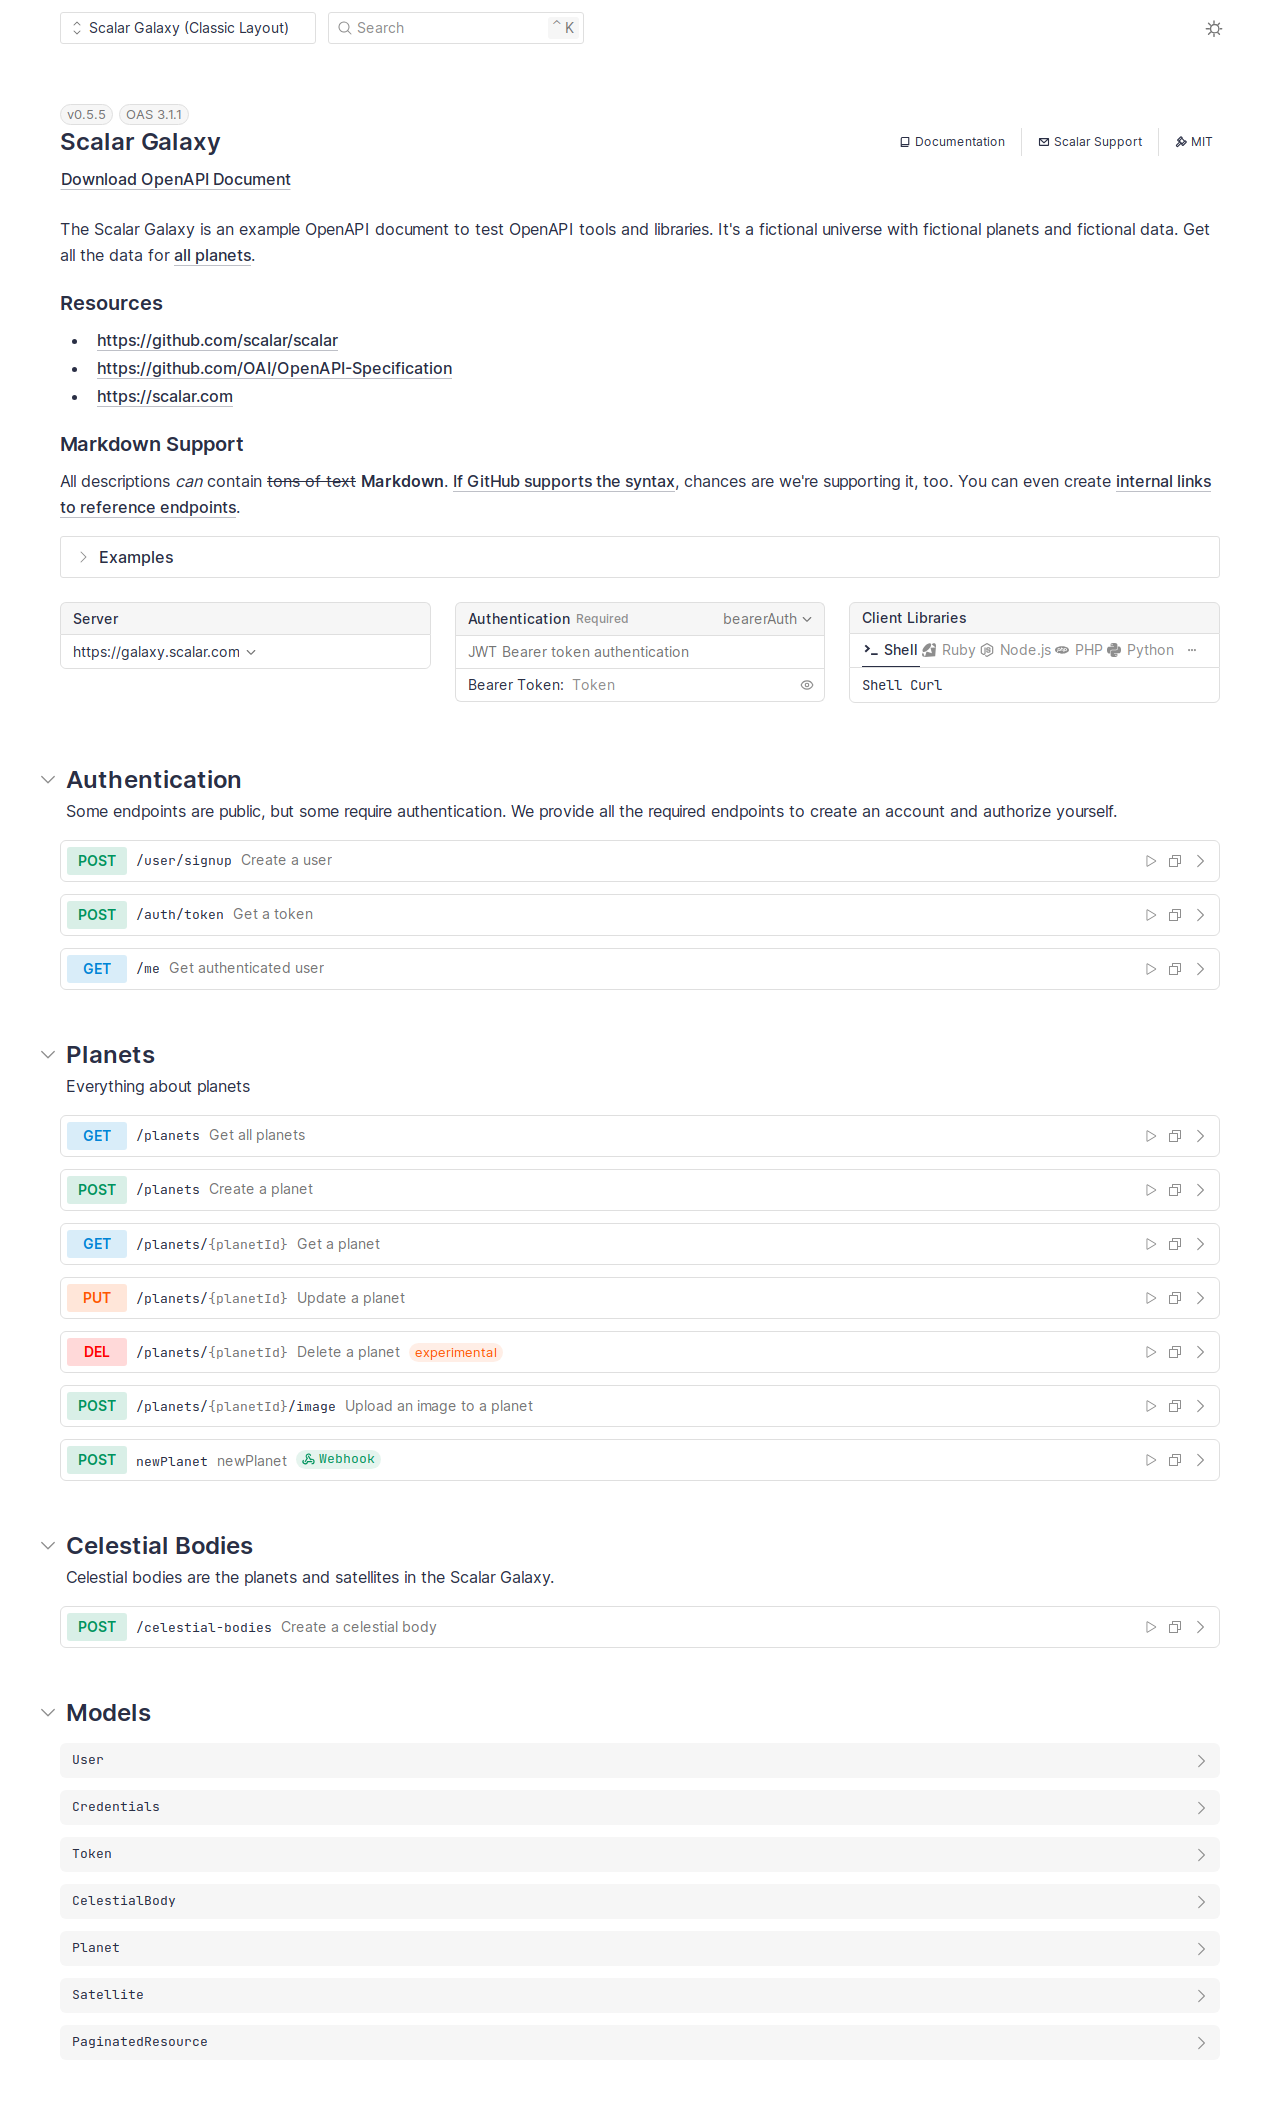 Scalar Galaxy (Classic Layout)
Search
^ K
v0.5.5
OAS 3.1.1
Scalar Galaxy
Documentation
Scalar Support
MIT
Download OpenAPI Document
The Scalar Galaxy is an example OpenAPI document to test OpenAPI tools and libraries. It's a fictional universe with fictional planets and fictional data. Get
all the data for all planets.
Resources
https://github.com/scalar/scalar
https://github.com/OAI/OpenAPI-Specification
https://scalar.com
Markdown Support
All descriptions can contain tons of text Markdown. If GitHub supports the syntax, chances are we're supporting it, too. You can even create internal links
to reference endpoints.
Examples
Server
https://galaxy.scalar.com
Authentication Required
bearerAuth
JWT Bearer token authentication
Bearer Token: Token
Client Libraries
Shell Ruby Node.js PHP Python ...
Shell Curl
Authentication
Some endpoints are public, but some require authentication. We provide all the required endpoints to create an account and authorize yourself.
POST /user/signup Create a user
POST /auth/token Get a token
GET /me Get authenticated user
Planets
Everything about planets
GET /planets Get all planets
POST /planets Create a planet
GET /planets/{planetId} Get a planet
PUT /planets/{planetId} Update a planet
DEL /planets/{planetId} Delete a planet experimental
POST /planets/{planetId}/image Upload an image to a planet
POST newPlanet newPlanet Webhook
Celestial Bodies
Celestial bodies are the planets and satellites in the Scalar Galaxy.
POST /celestial-bodies Create a celestial body
Models
User
Credentials
Token
CelestialBody
Planet
Satellite
PaginatedResource